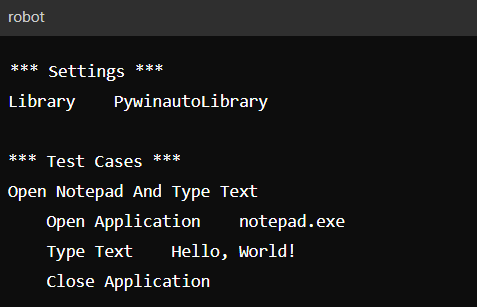 robot
*** Settings ***
Library    PywinautoLibrary
*** Test Cases ***
Open Notepad And Type Text
    Open Application    notepad.exe
    Type Text    Hello, World!
    Close Application